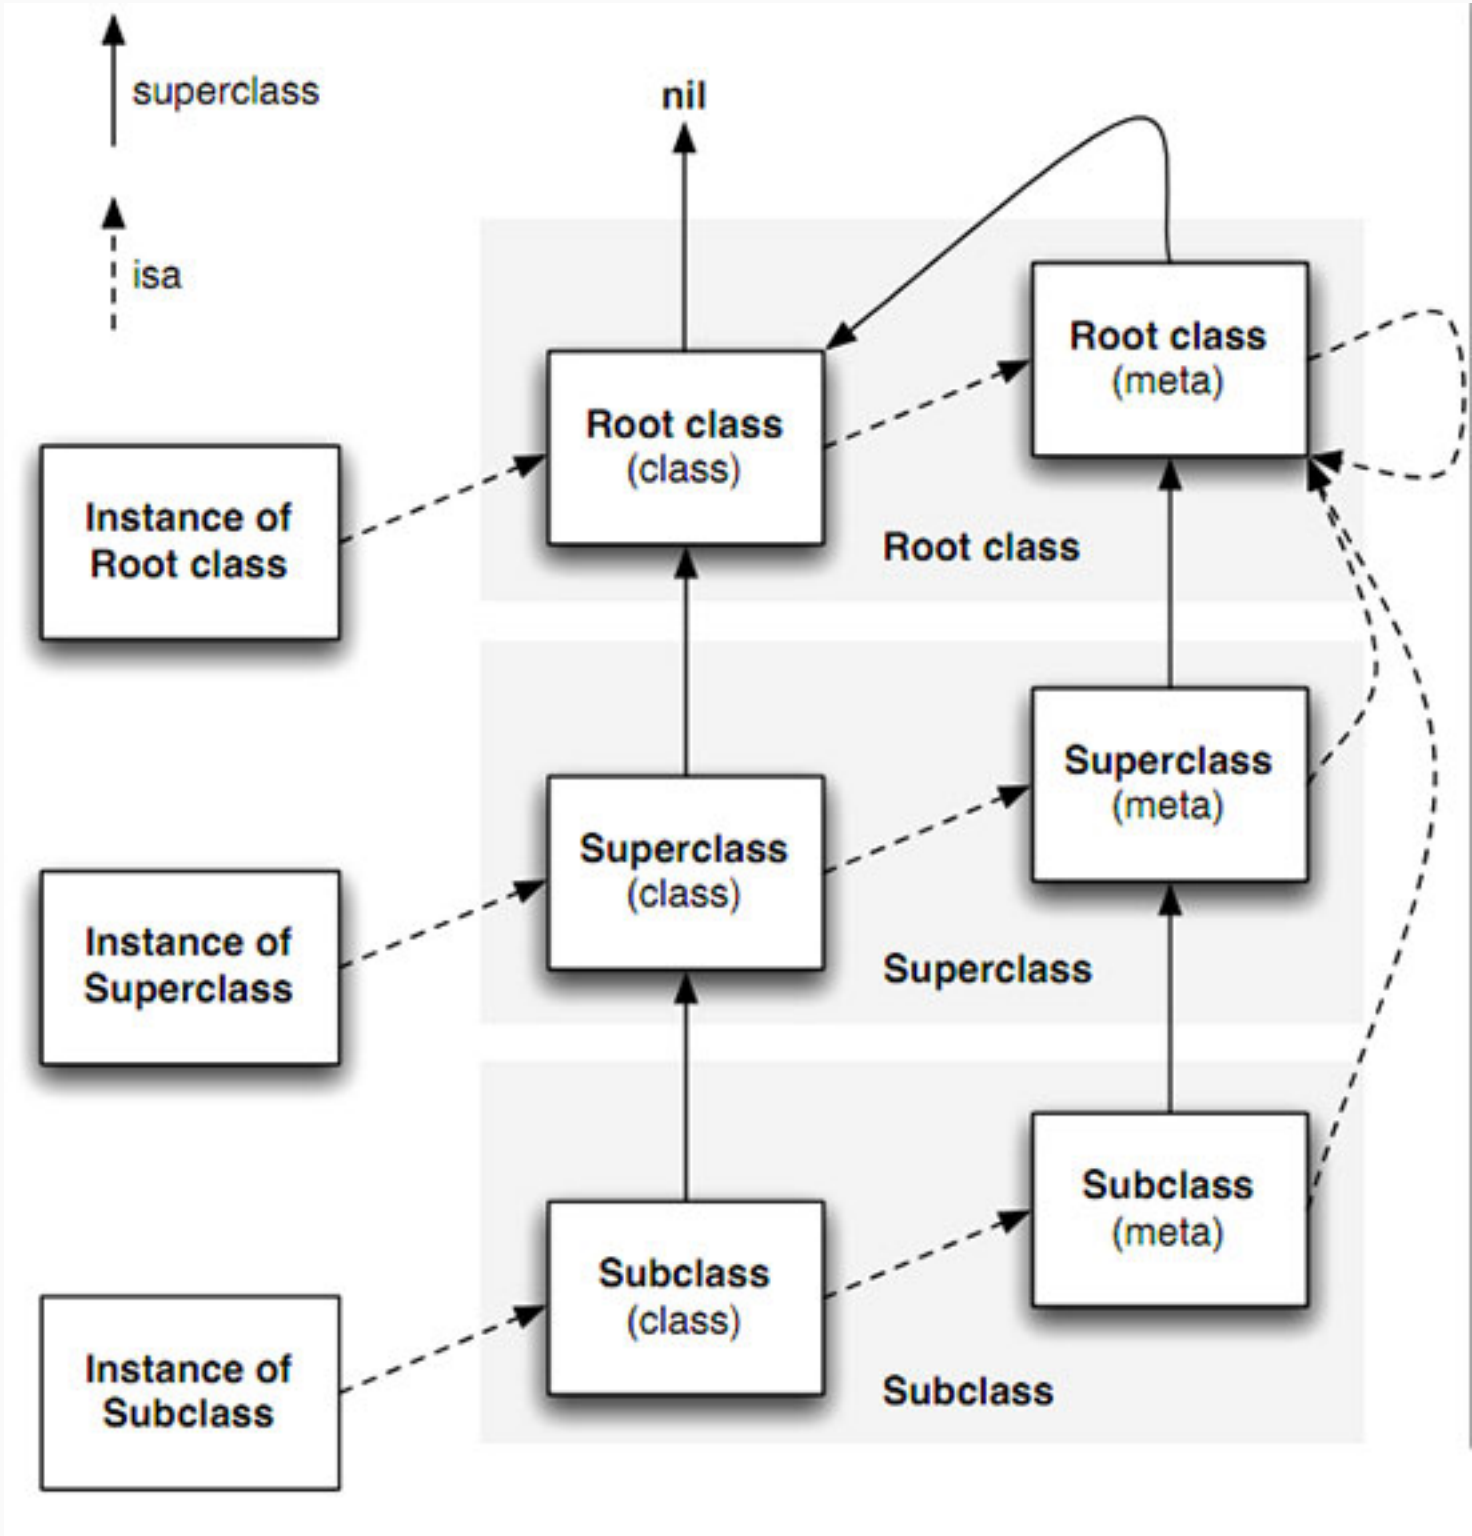 superclass
isa
nil
Root class
(meta)
Root class
(class)
Instance of
Root class
Root class
Superclass
(meta)
Superclass
(class)
Instance of
Superclass
Superclass
Subclass
(meta)
Subclass
(class)
Instance of
Subclass
Subclass